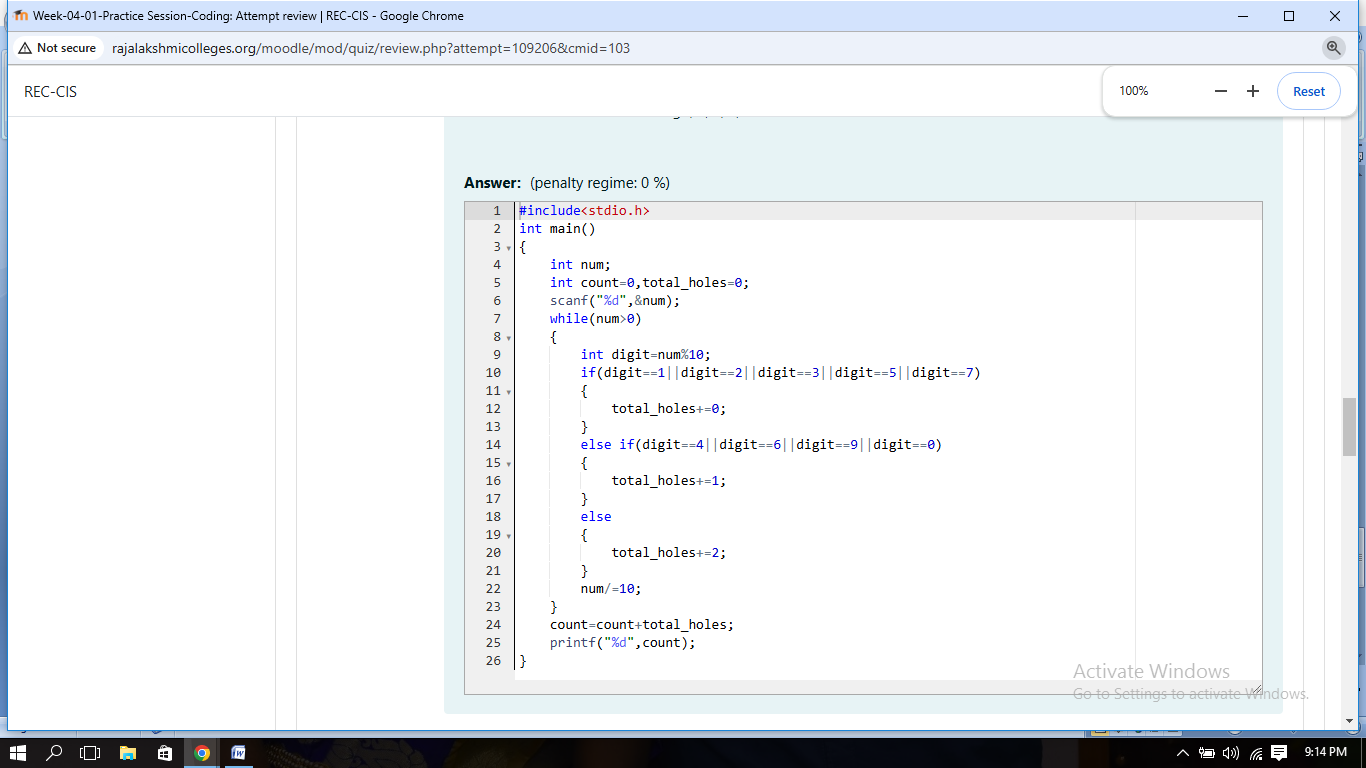 Week-04-01-Practice Session-Coding: Attempt review | REC-CIS - Google Chrome
Not secure rajalakshmicolleges.org/moodle/mod/quiz/review.php?attempt=109206&cmid=103
REC-CIS
100% Reset
Answer: (penalty regime: 0 %)
1 #include<stdio.h>
2 int main()
3 {
4 int num;
5 int count=0,total_holes=0;
6 scanf("%d",&num);
7 while(num>0)
8 {
9 int digit=num%10;
10 if(digit==1||digit==2||digit==3||digit==5||digit==7)
11 {
12 total_holes+=0;
13 }
14 else if(digit==4||digit==6||digit==9||digit==0)
15 {
16 total_holes+=1;
17 }
18 else
19 {
20 total_holes+=2;
21 }
22 num/=10;
23 }
24 count=count+total_holes;
25 printf("%d",count);
26 }
Activate Windows
Go to Settings to activate Windows.
9:14 PM